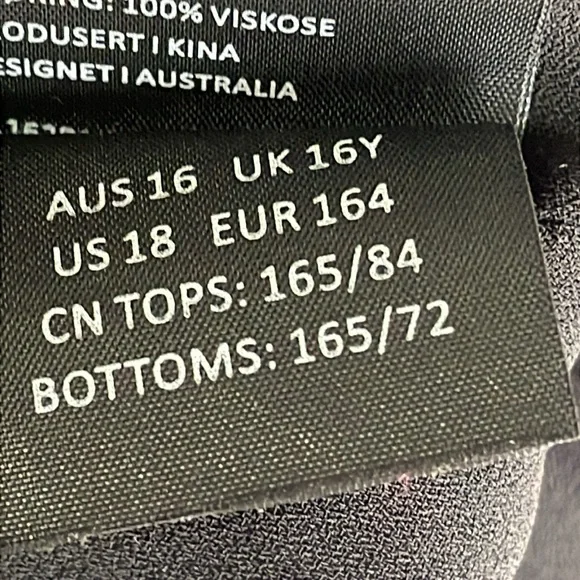 100% VISKOSE
ODUSERT I KINA
ESIGNET I AUSTRALIA
AUS 16 UK 16Y
US 18 EUR 164
CN TOPS: 165/84
BOTTOMS: 165/72